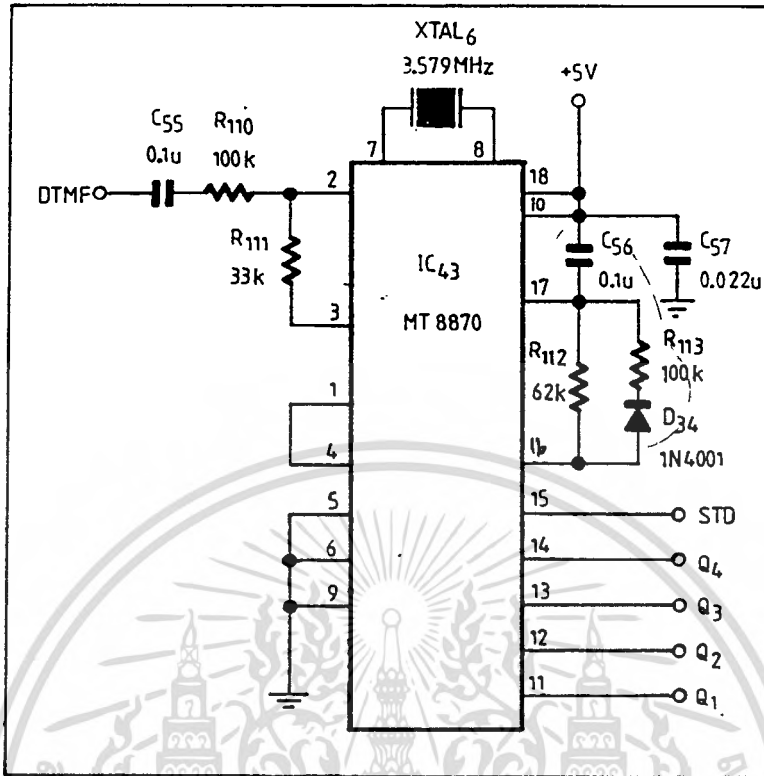 XTAL6
3.579MHz
+5V
C55
0.1u
R110
100k
7
8
DTMF
2
18
10
R111
33k
IC43
MT 8870
C56
0.1u
C57
0.022u
3
17
R112
62k
R113
100k
D34
1N4001
1
4
16
5
15
STD
6
14
Q4
9
13
Q3
12
Q2
11
Q1